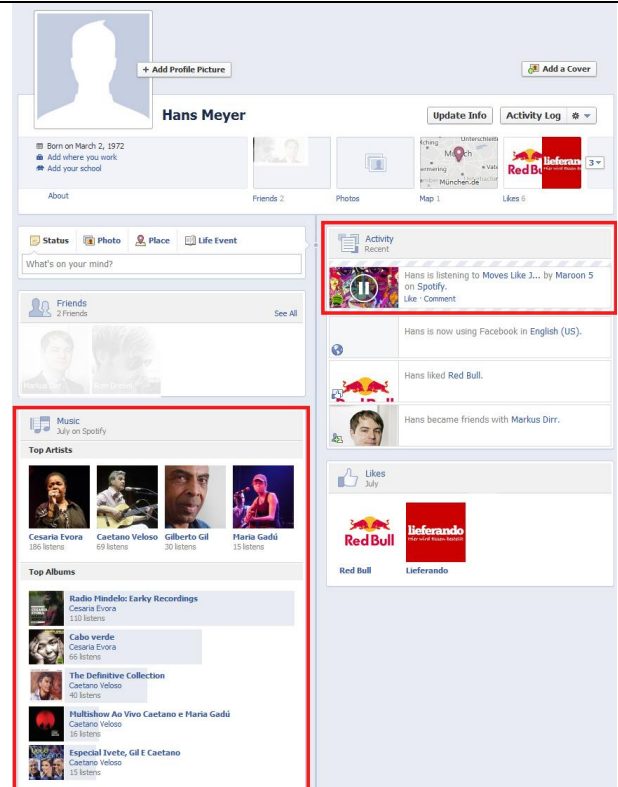 + Add Profile Picture
Add a Cover
Hans Meyer
Update Info
Activity Log
Born on March 2, 1972
Add where you work
Add your school
About
Friends 2
Photos
München.de
Map 1
Red Bu
lieferan
Likes 6
3
Status
Photo
Place
Life Event
What's on your mind?
Friends
2 Friends
See All
Markus Dirr
Music
July on Spotify
Top Artists
Cesaria Evora
186 listens
Caetano Veloso
69 listens
Gilberto Gil
30 listens
Maria Gadú
15 listens
Top Albums
Radio Mindelo: Earky Recordings
Cesaria Evora
110 listens
Cabo verde
Cesaria Evora
66 listens
The Definitive Collection
Caetano Veloso
40 listens
Multishow Ao Vivo Caetano e Maria Gadú
Caetano Veloso
16 listens
Especial Ivete, Gil E Caetano
Caetano Veloso
15 listens
Activity
Recent
Hans is listening to Moves Like J... by Maroon 5
on Spotify.
Like · Comment
Hans is now using Facebook in English (US).
Hans liked Red Bull.
Hans became friends with Markus Dirr.
Likes
July
Red Bull
lieferando
Hier wird Essen bestellt
Red Bull
Lieferando